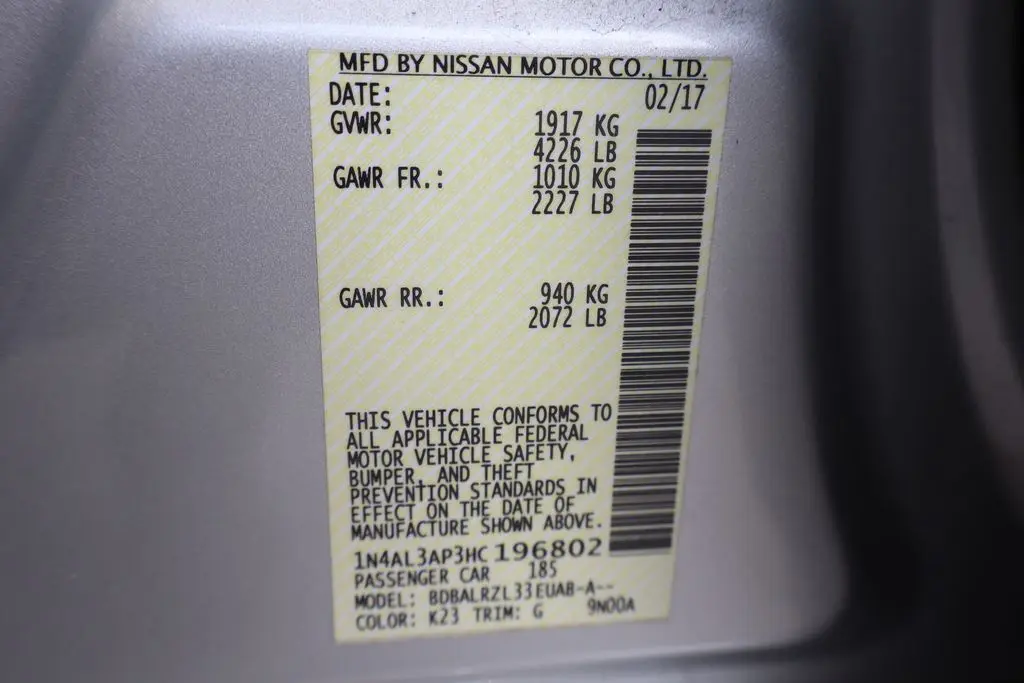 MFD BY NISSAN MOTOR CO., LTD.
DATE: 02/17
GVWR: 1917 KG
4226 LB
GAWR FR.: 1010 KG
2227 LB
GAWR RR.: 940 KG
2072 LB
THIS VEHICLE CONFORMS TO
ALL APPLICABLE FEDERAL
MOTOR VEHICLE SAFETY,
BUMPER, AND THEFT
PREVENTION STANDARDS IN
EFFECT ON THE DATE OF
MANUFACTURE SHOWN ABOVE.
1N4AL3AP3HC196802
PASSENGER CAR 185
MODEL: BDBALRZL33EUAB-A--
COLOR: K23 TRIM: G 9N00A